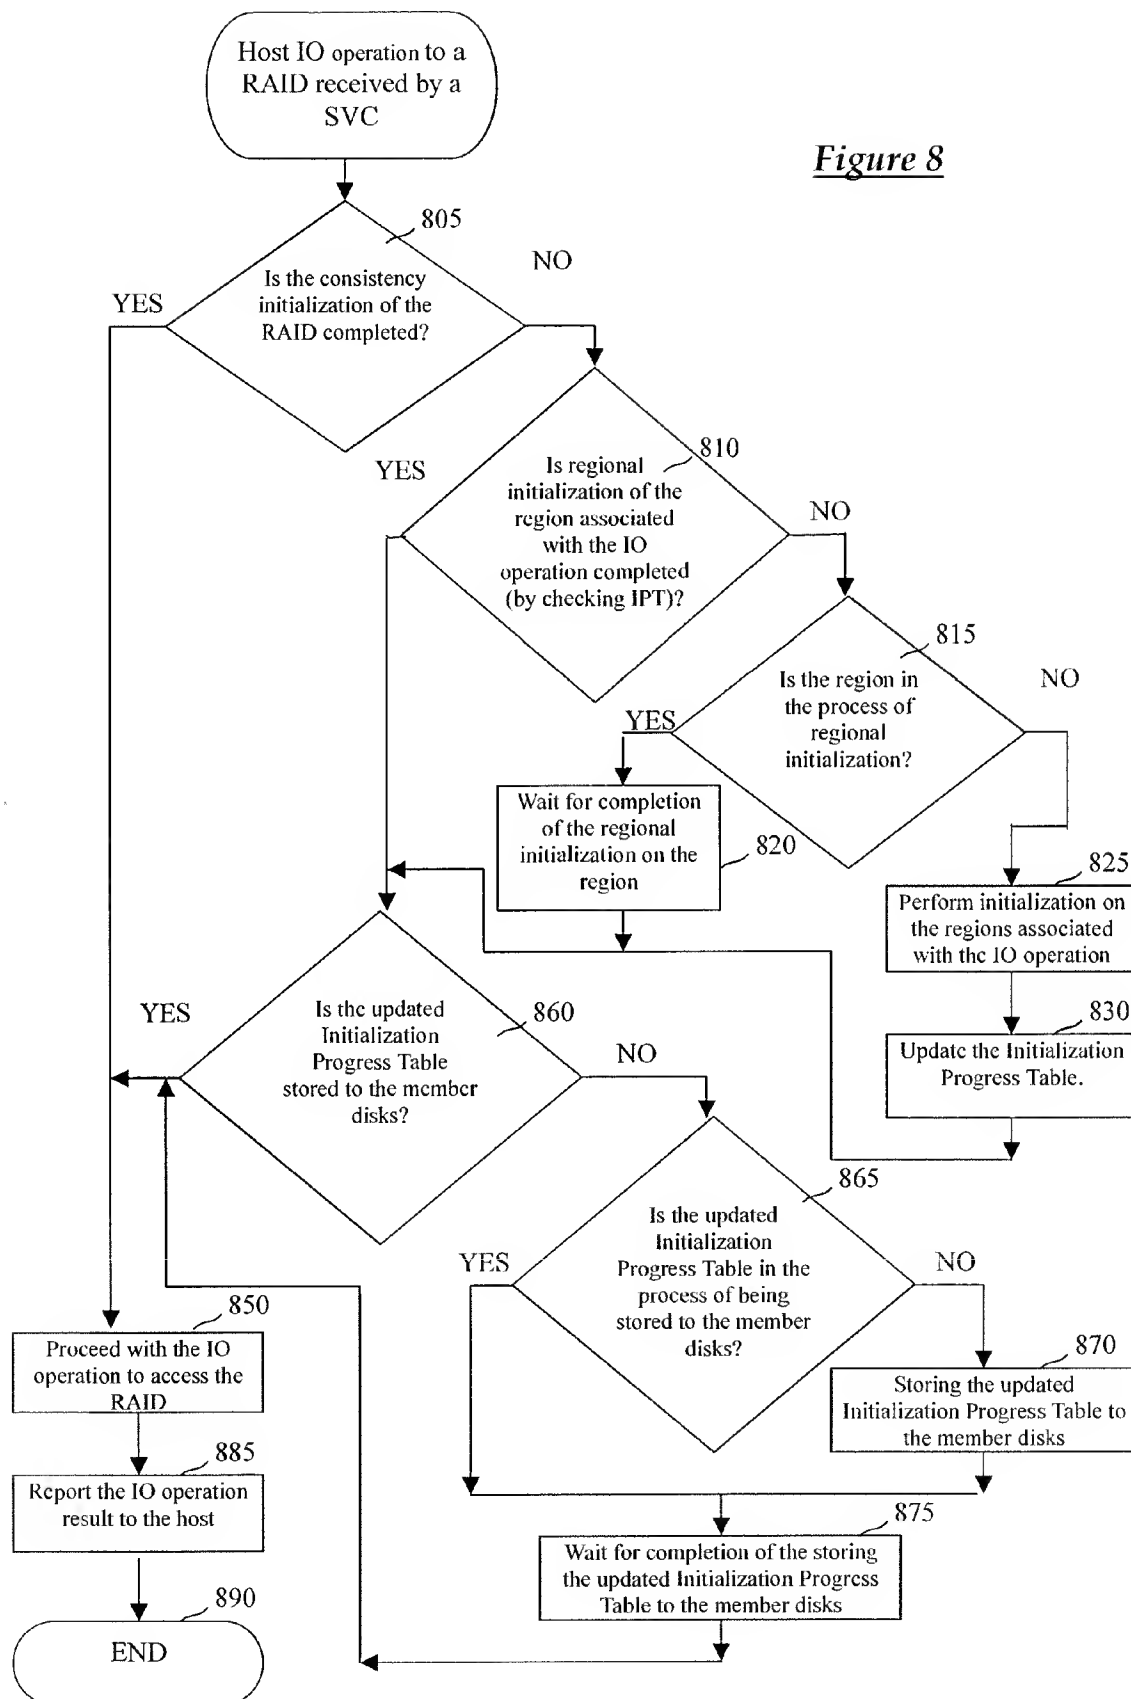 Host IO operation to a
RAID received by a
SVC
Figure 8
805
Is the consistency
initialization of the
RAID completed?
YES
NO
810
Is regional
initialization of the
region associated
with the IO
operation completed
(by checking IPT)?
YES
NO
815
Is the region in
the process of
regional
initialization?
YES
NO
Wait for completion
of the regional
initialization on the
region
820
825
Perform initialization on
the regions associated
with the IO operation
830
Update the Initialization
Progress Table.
860
Is the updated
Initialization
Progress Table
stored to the member
disks?
YES
NO
865
Is the updated
Initialization
Progress Table in the
process of being
stored to the member
disks?
YES
NO
870
Storing the updated
Initialization Progress Table to
the member disks
875
Wait for completion of the storing
the updated Initialization Progress
Table to the member disks
850
Proceed with the IO
operation to access the
RAID
885
Report the IO operation
result to the host
890
END